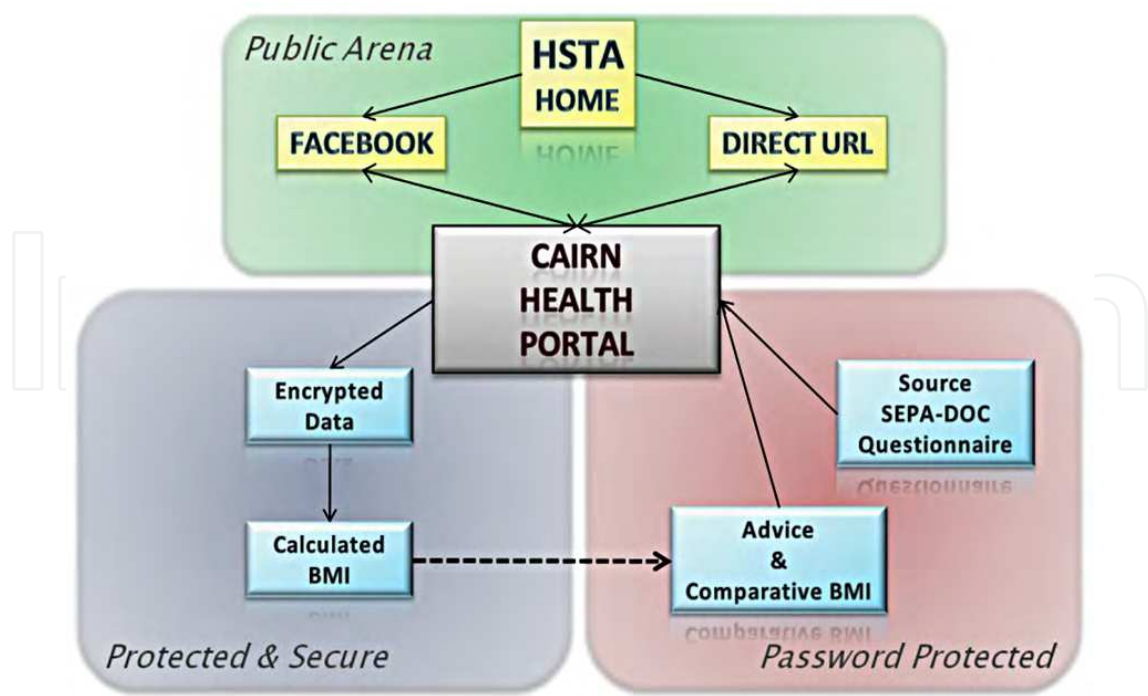 Public Arena
HSTA
HOME
FACEBOOK
DIRECT URL
CAIRN
HEALTH
PORTAL
Encrypted
Data
Source
SEPA-DOC
Questionnaire
Calculated
BMI
Advice
&
Comparative BMI
Protected & Secure
Password Protected